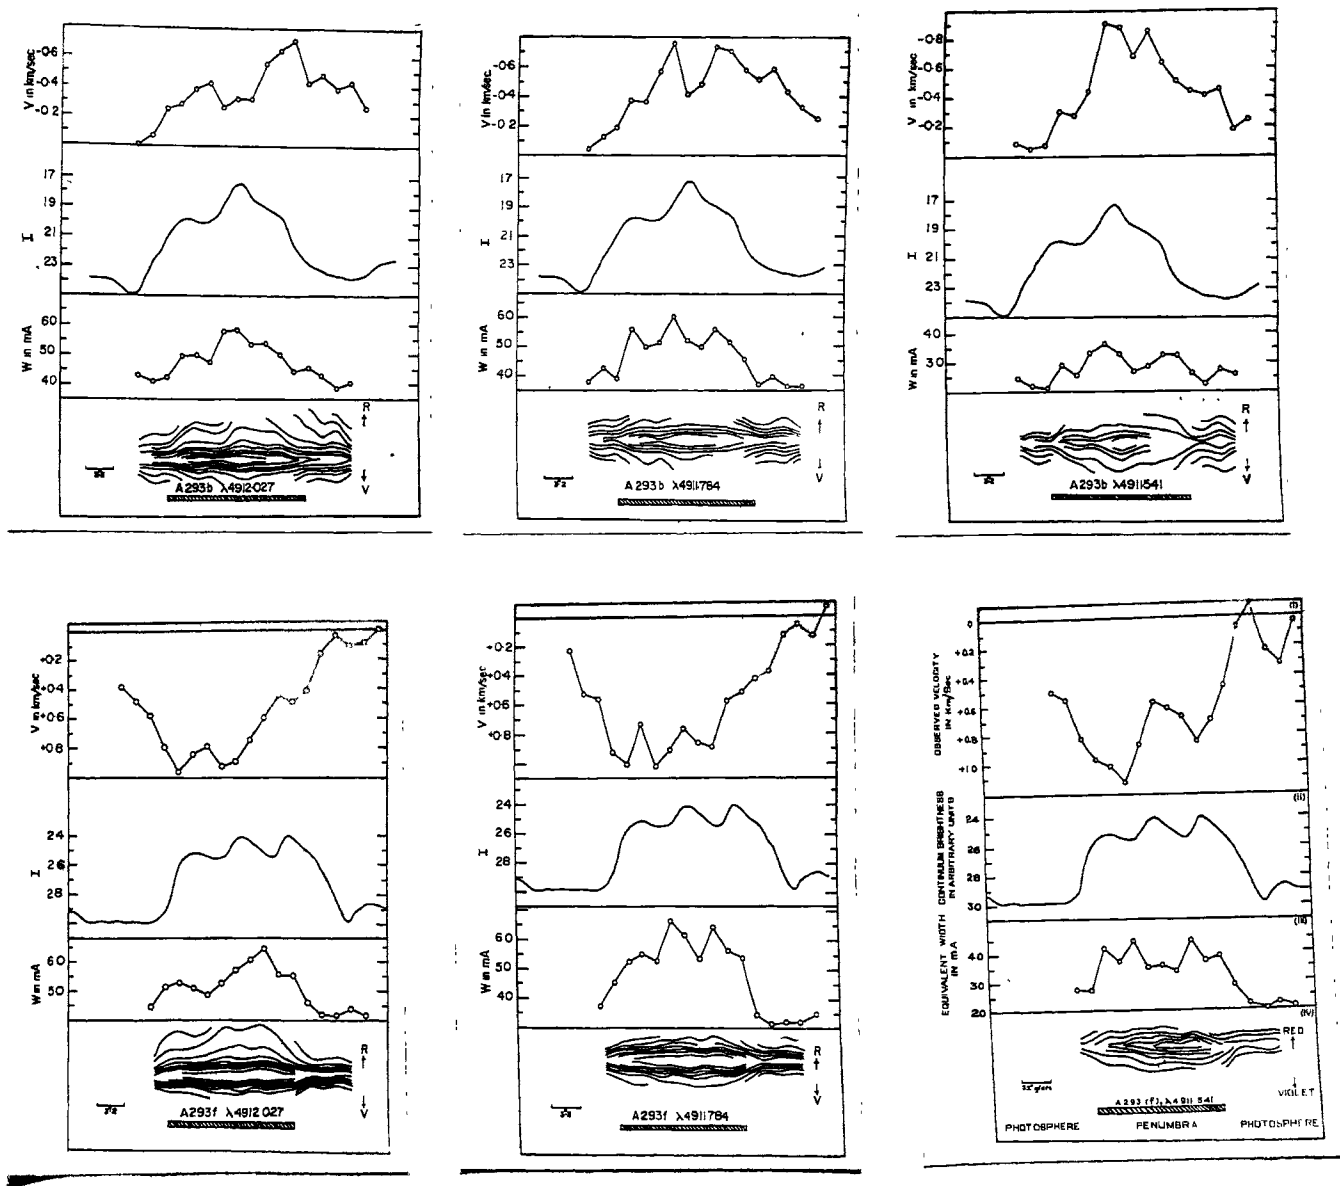 V in km/sec
-0.6
-0.4
-0.2
I
17
19
21
23
W in mA
60
50
40
R
V
A293b λ4912·027
V in km/sec
-0.6
-0.4
-0.2
17
19
21
23
W in mA
60
50
40
R
V
A293b λ4911·784
V in km/sec
-0.8
-0.6
-0.4
-0.2
I
17
19
21
23
W in mA
40
30
R
V
A293b λ4911·541
V in km/sec
+0.2
+0.4
+0.6
+0.8
I
24
26
28
W in mA
60
50
R
V
A293f λ4912·027
V in km/sec
+0.2
+0.4
+0.6
+0.8
I
24
26
28
W in mA
60
50
40
R
V
A293f λ4911·784
OBSERVED VELOCITY
IN Km/Sec
0
+0.2
+0.4
+0.6
+0.8
+1.0
(i)
CONTINUUM BRIGHTNESS
IN ARBITRARY UNITS
24
26
28
30
(ii)
EQUIVALENT WIDTH
IN mA
40
30
20
(iii)
(iv)
RED
VIOLET
A 293 (f), λ4911·541
PHOTOSPHERE PENUMBRA PHOTOSPHERE